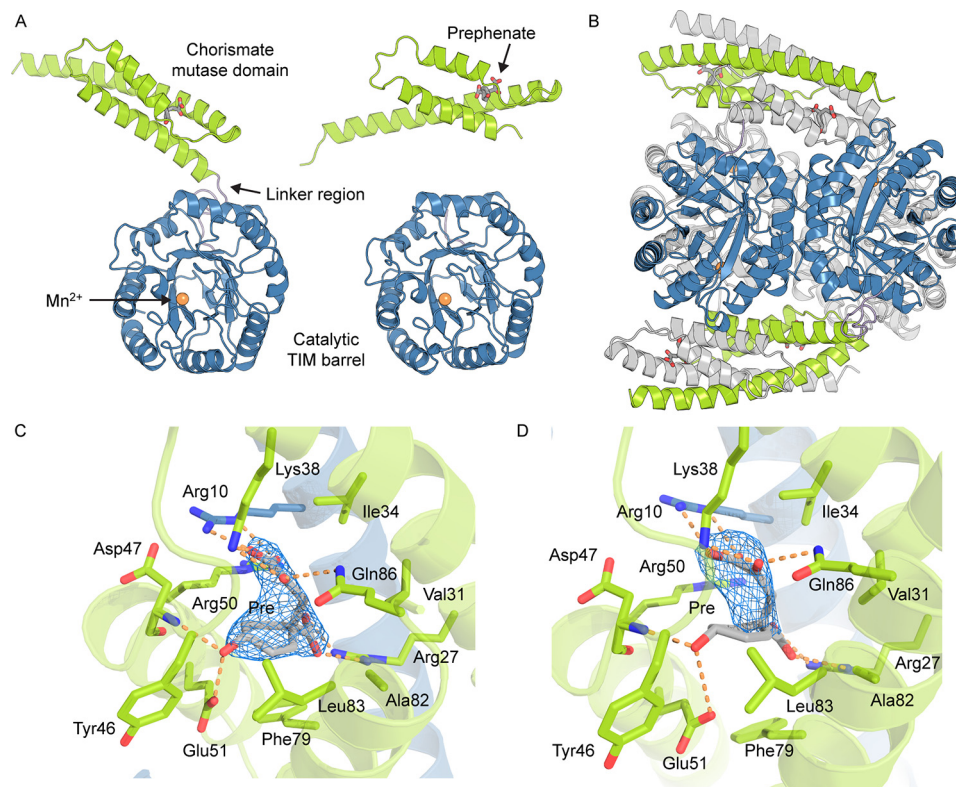 A
Chorismate
mutase domain
Prephenate
B
Linker region
Mn²⁺
Catalytic
TIM barrel
C
Lys38
Arg10
Ile34
Asp47
Arg50
Pre
Gln86
Val31
Arg27
Ala82
Leu83
Tyr46
Glu51
Phe79
D
Lys38
Arg10
Ile34
Asp47
Arg50
Gln86
Pre
Val31
Arg27
Leu83
Ala82
Tyr46
Glu51
Phe79